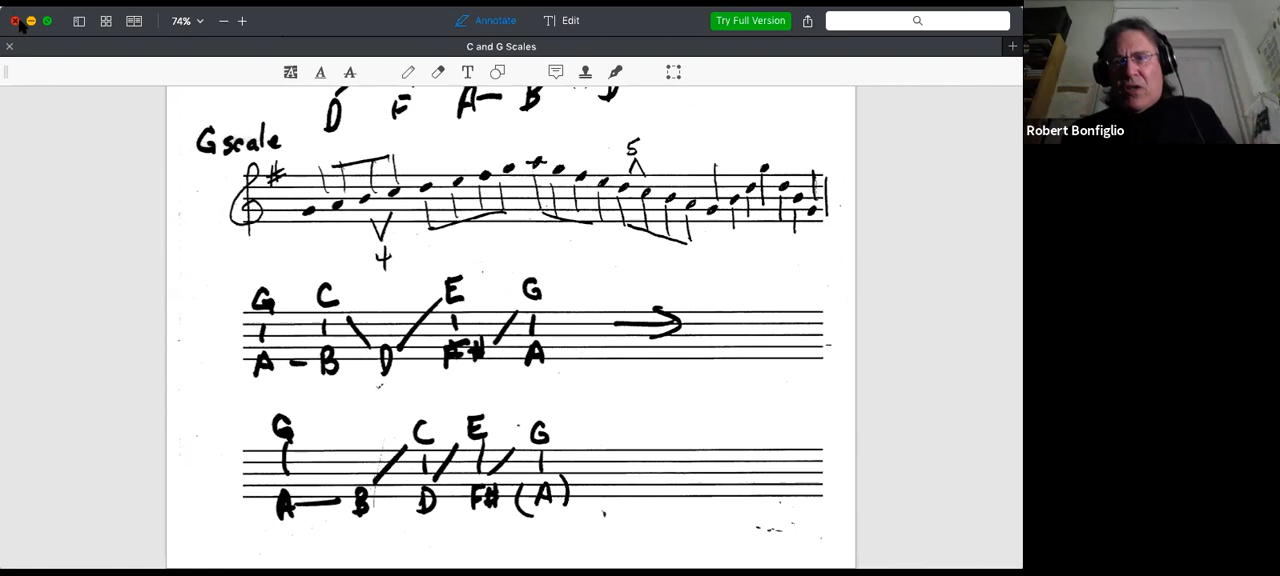 74% Annotate Edit Try Full Version
C and G Scales
Robert Bonfiglio
D F A B D
G scale
5
4
G C E G
A – B D F# A
G C E G
A – B D F# (A)